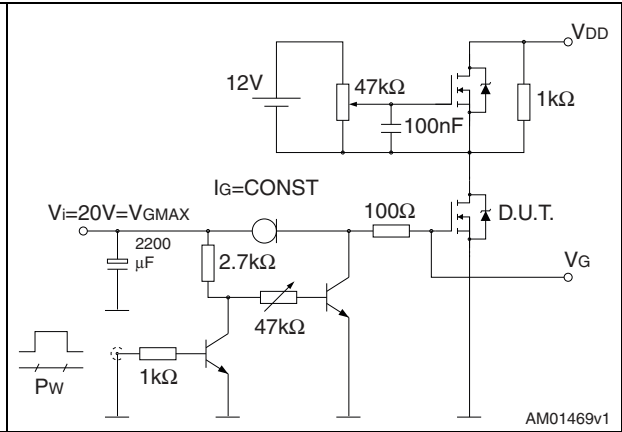 VDD
12V
47kΩ
1kΩ
100nF
IG=CONST
Vi=20V=VGMAX
100Ω
D.U.T.
2200
μF
2.7kΩ
VG
47kΩ
1kΩ
PW
AM01469v1